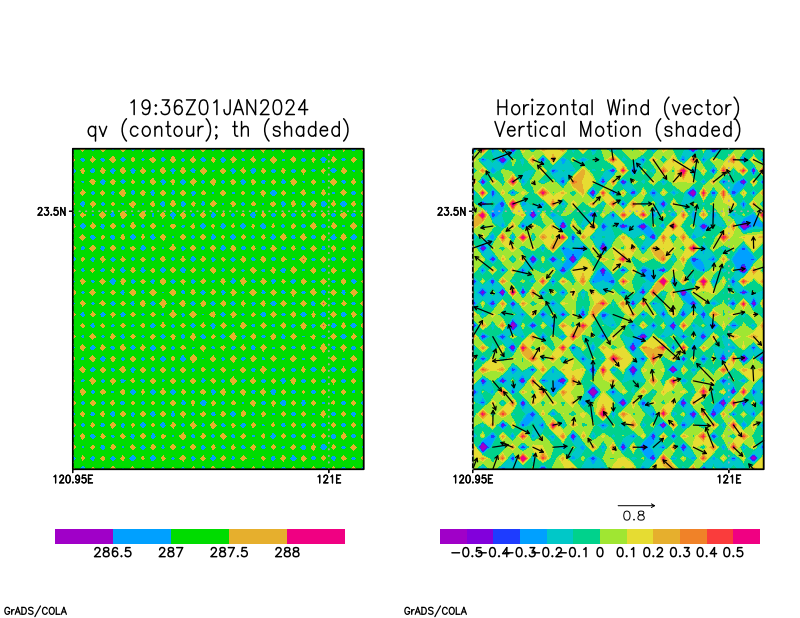 19:36Z01JAN2024
qv (contour); th (shaded)
23.5N
120.95E
121E
286.5 287 287.5 288
GrADS/COLA
Horizontal Wind (vector)
Vertical Motion (shaded)
23.5N
120.95E
121E
0.8
-0.5 -0.4 -0.3 -0.2 -0.1 0 0.1 0.2 0.3 0.4 0.5
GrADS/COLA